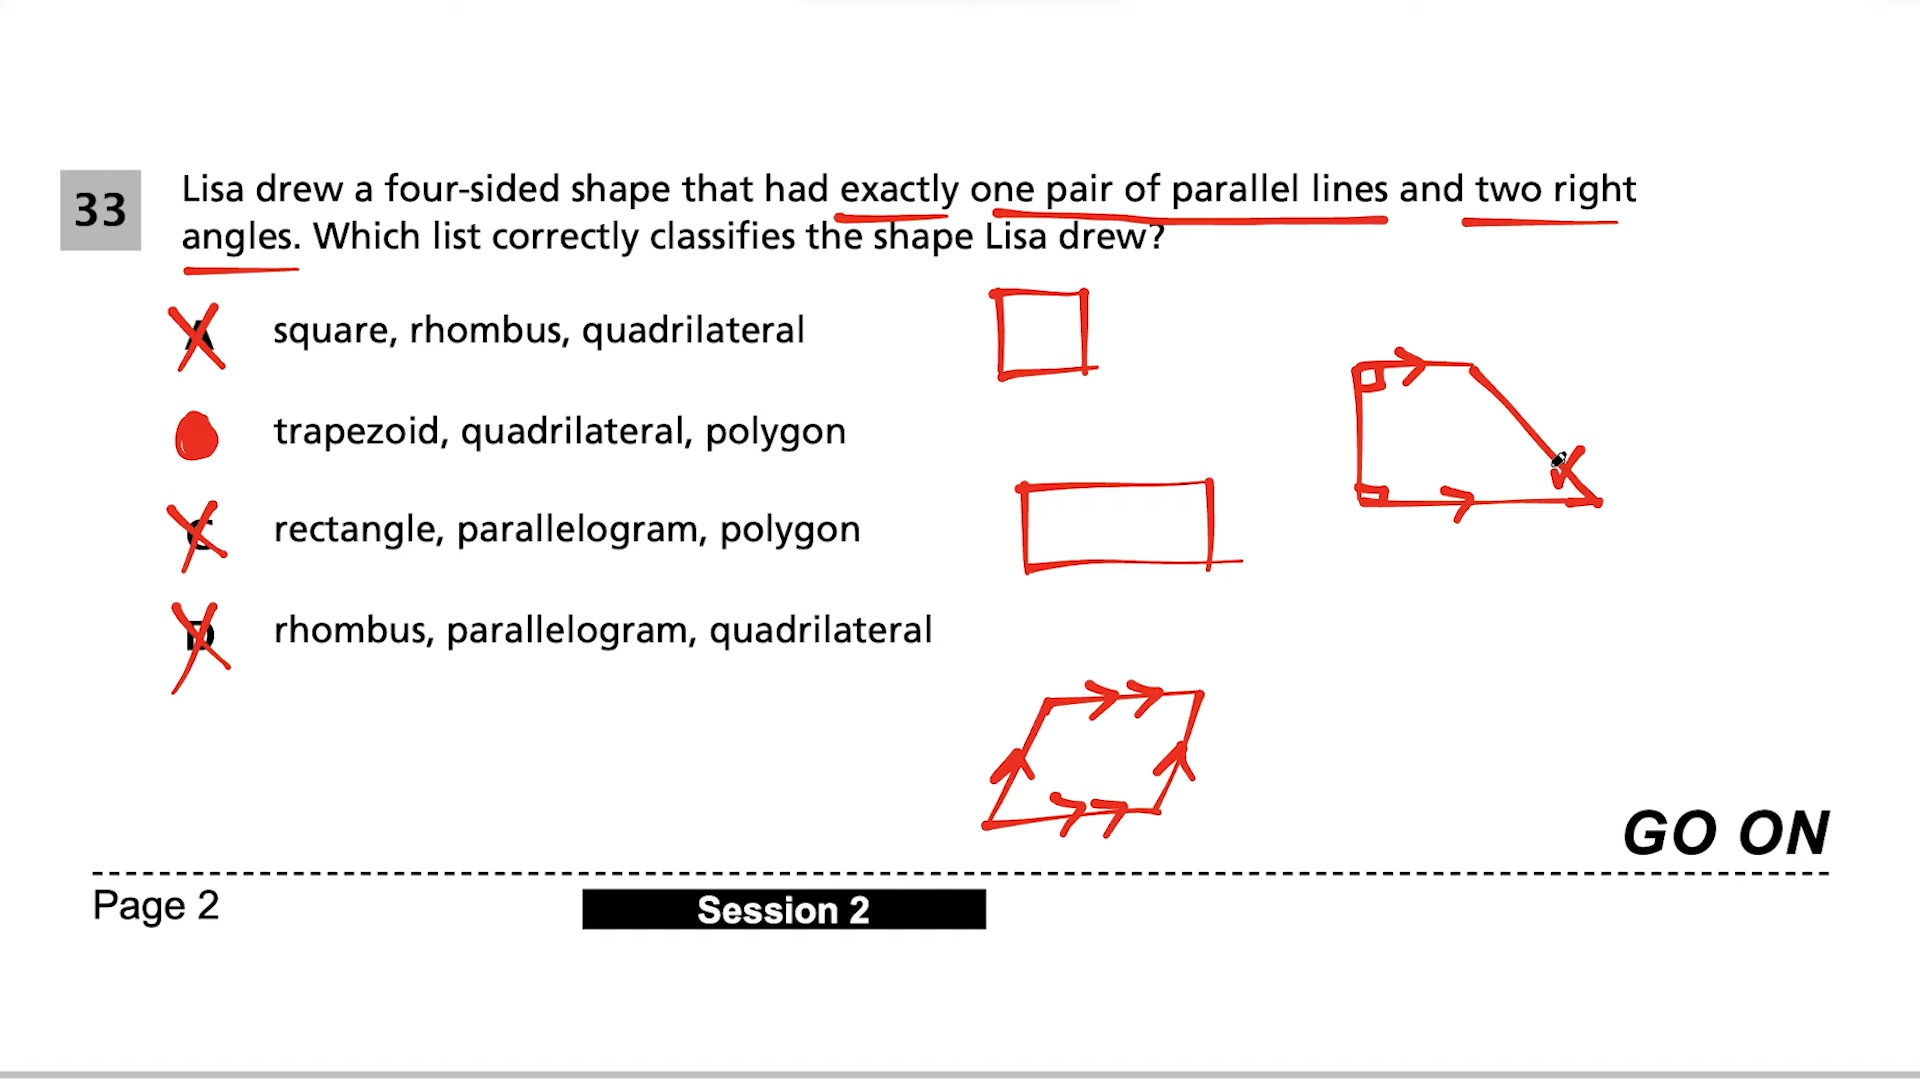 33
Lisa drew a four-sided shape that had exactly one pair of parallel lines and two right
angles. Which list correctly classifies the shape Lisa drew?
A square, rhombus, quadrilateral
trapezoid, quadrilateral, polygon
C rectangle, parallelogram, polygon
D rhombus, parallelogram, quadrilateral
GO ON
Page 2
Session 2